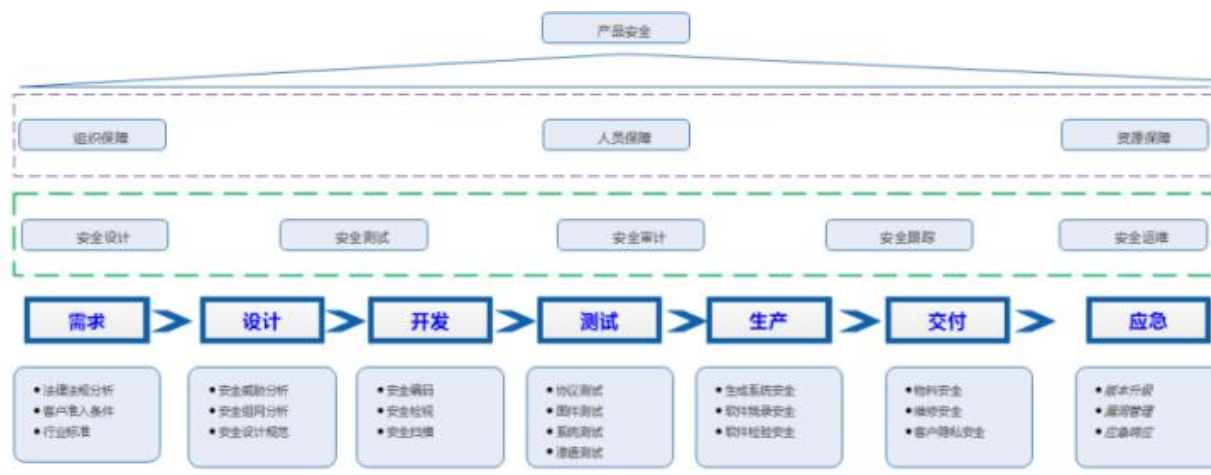 产品安全
组织保障
人员保障
资源保障
安全设计
安全测试
安全审计
安全跟踪
安全运维
需求
设计
开发
测试
生产
交付
应急
•法律法规分析
•客户准入条件
•行业标准
•安全威胁分析
•安全组网分析
•安全设计规范
•安全编码
•安全检视
•安全扫描
•协议测试
•固件测试
•系统测试
•渗透测试
•生成系统安全
•软件烧录安全
•软件检验安全
•物料安全
•维修安全
•客户隐私安全
•版本升级
•漏洞管理
•应急响应